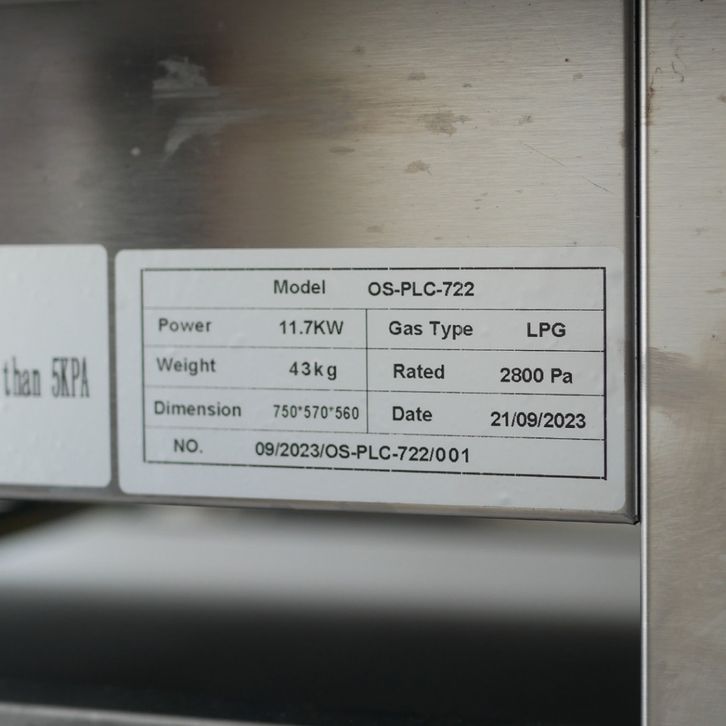 than 5KPA
Model OS-PLC-722
Power 11.7KW Gas Type LPG
Weight 43kg Rated 2800 Pa
Dimension 750*570*560 Date 21/09/2023
NO. 09/2023/OS-PLC-722/001